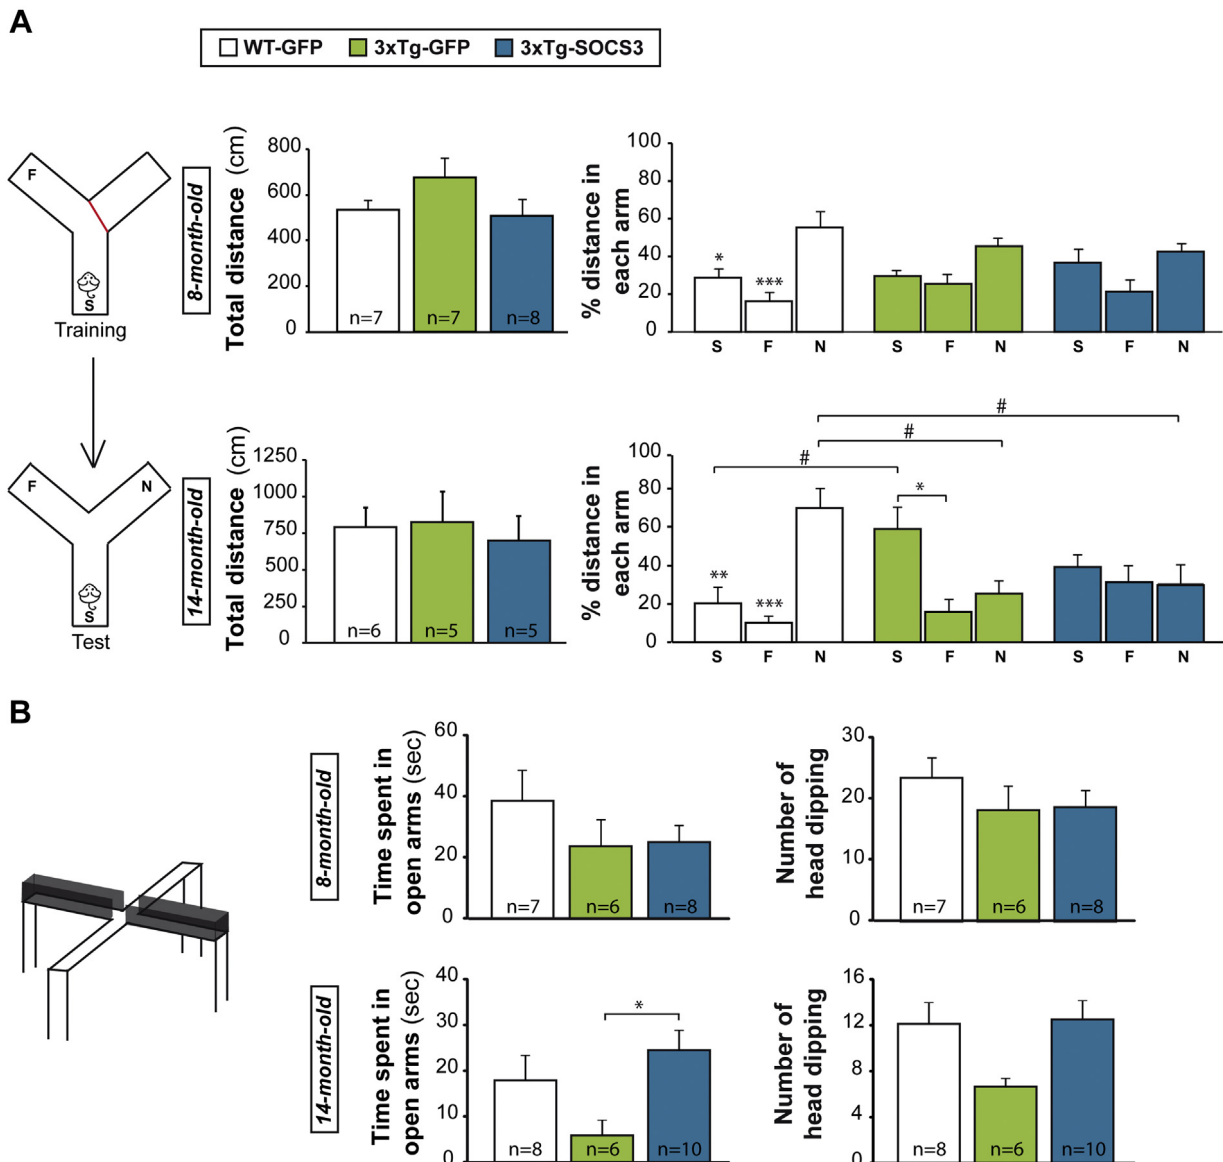 A
WT-GFP 3xTg-GFP 3xTg-SOCS3
F
S
Training
8-month-old
Total distance (cm)
800
600
400
200
0
n=7 n=7 n=8
% distance in
each arm
100
80
60
40
20
0
* ***
S F N S F N S F N
F N
S
Test
14-month-old
Total distance (cm)
1250
1000
750
500
250
0
n=6 n=5 n=5
% distance in
each arm
100
80
60
40
20
0
#
#
#
*
** ***
S F N S F N S F N
B
8-month-old
Time spent in
open arms (sec)
60
40
20
0
n=7 n=6 n=8
Number of
head dipping
30
20
10
0
n=7 n=6 n=8
14-month-old
Time spent in
open arms (sec)
40
30
20
10
0
*
n=8 n=6 n=10
Number of
head dipping
16
12
8
4
0
n=8 n=6 n=10